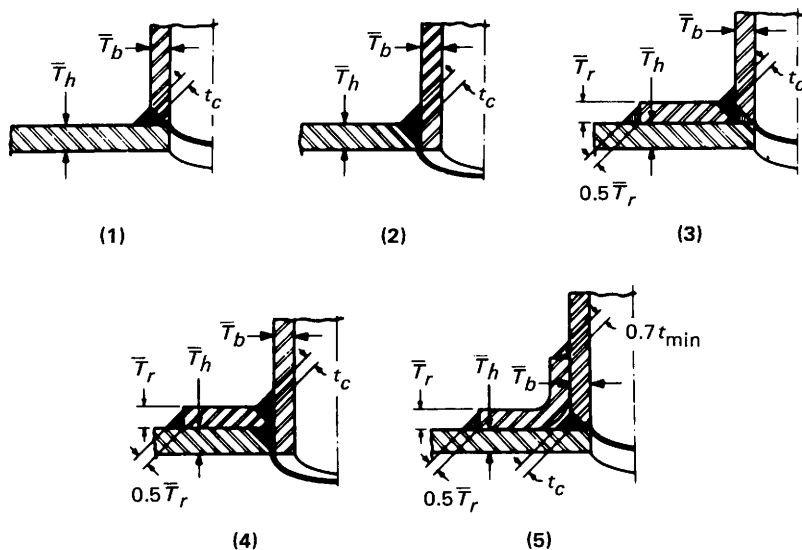 T̅b
T̅h
tc
(1)
T̅b
T̅h
tc
(2)
T̅b
T̅r
T̅h
tc
0.5T̅r
(3)
T̅b
T̅r
T̅h
tc
0.5T̅r
(4)
0.7tmin
T̅r
T̅h
T̅b
0.5T̅r
tc
(5)